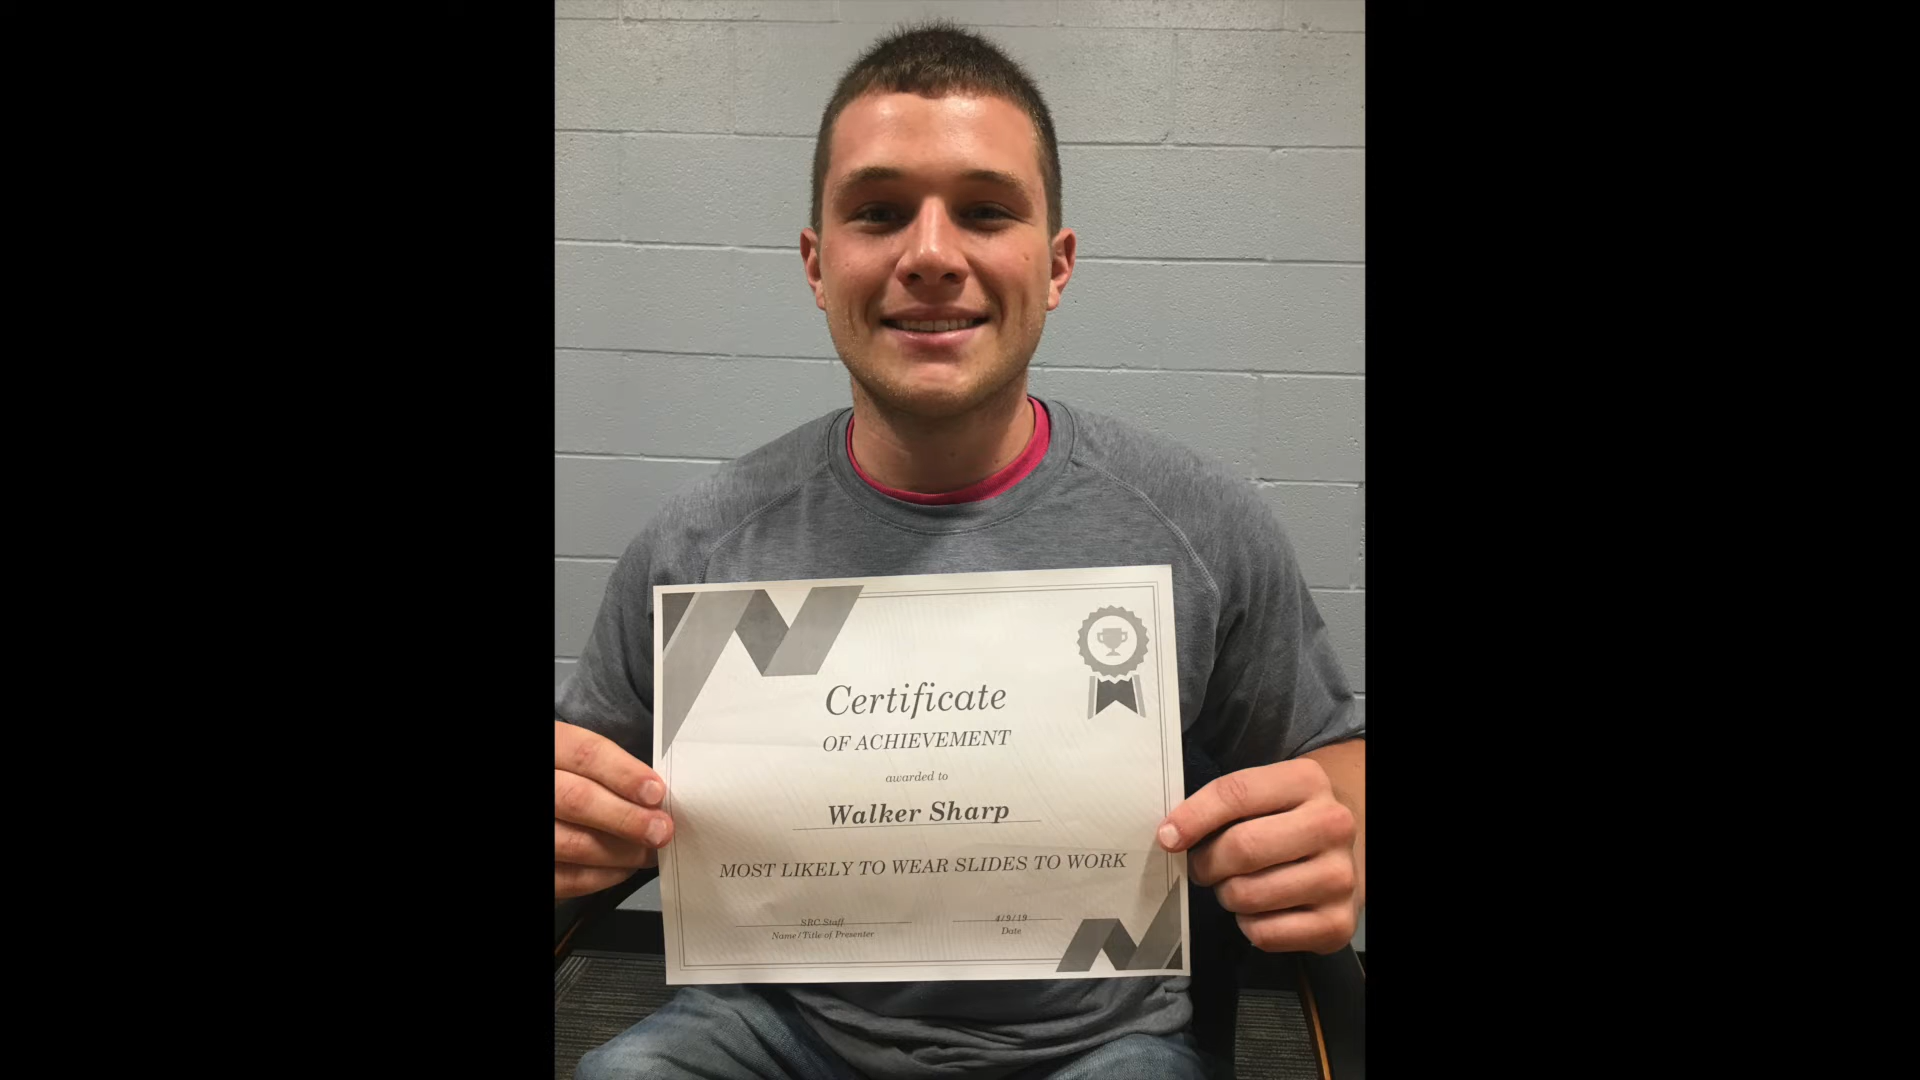 Certificate
OF ACHIEVEMENT
awarded to
Walker Sharp
MOST LIKELY TO WEAR SLIDES TO WORK
SRC Staff
Name/Title of Presenter
4/9/19
Date